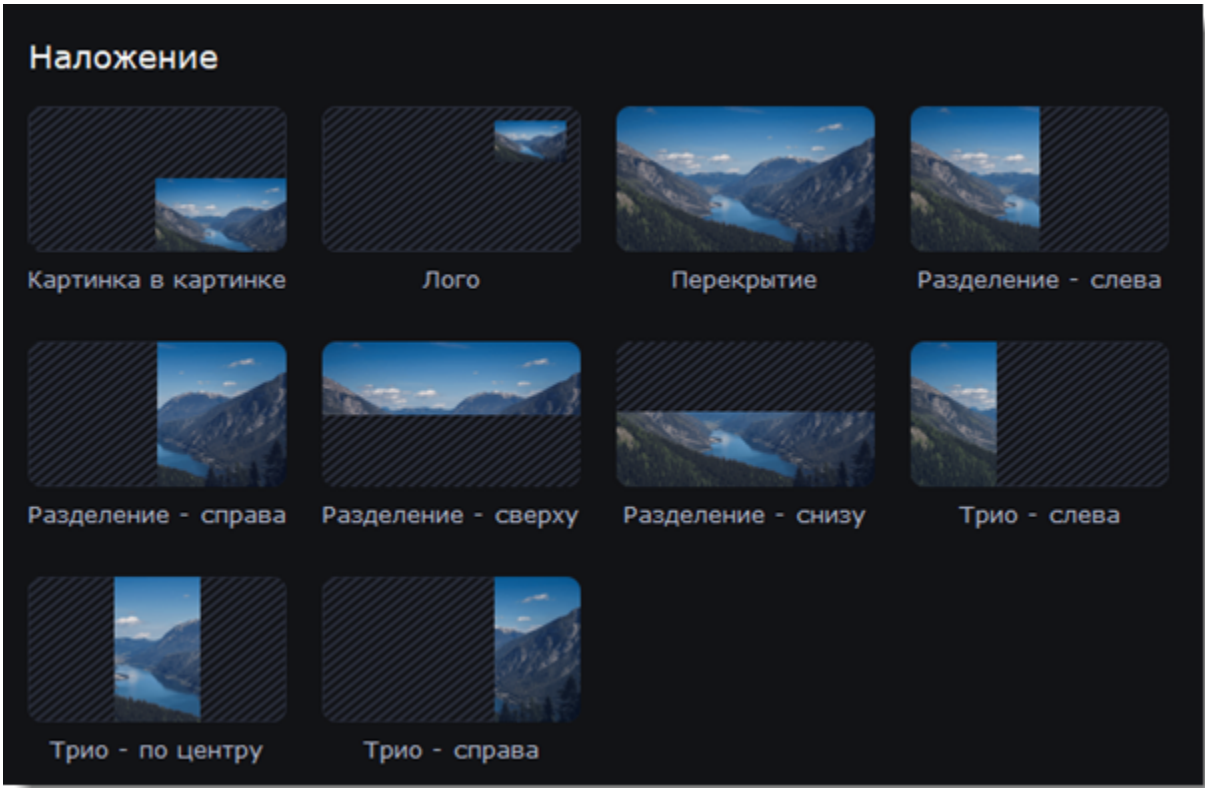 Наложение
Картинка в картинке
Лого
Перекрытие
Разделение - слева
Разделение - справа
Разделение - сверху
Разделение - снизу
Трио - слева
Трио - по центру
Трио - справа